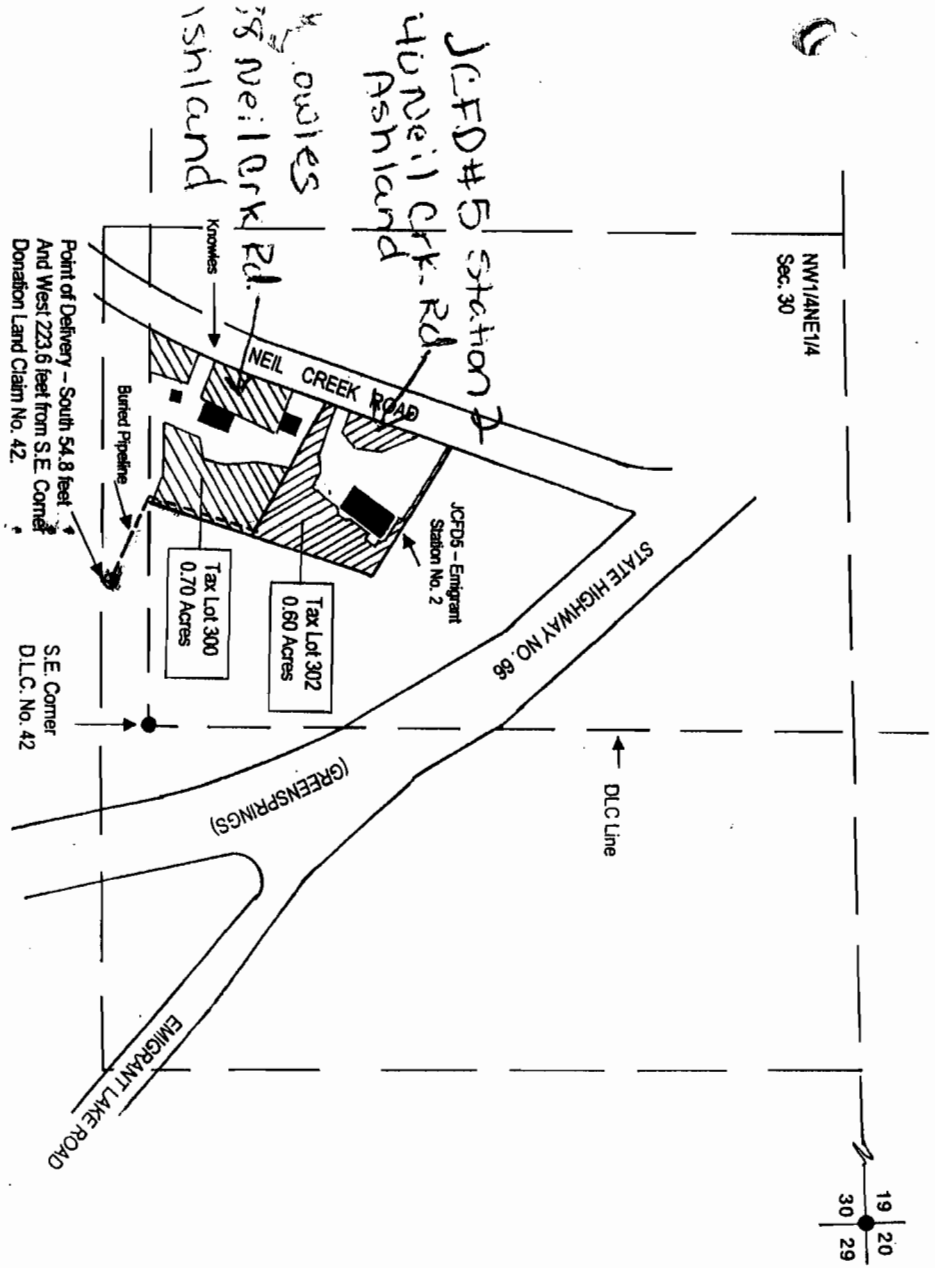 JCFD#5 Station 2
Neil Crk. Rd
Ashland
Neil Crk Rd.
NW1/4NE1/4
Sec. 30
19 20
30 29
Knowles
NEIL CREEK ROAD
JCFD5 – Emigrant
Station No. 2
STATE HIGHWAY NO. 66
(GREENSPRINGS)
DLC Line
Tax Lot 302
0.60 Acres
Tax Lot 300
0.70 Acres
Buried Pipeline
Point of Delivery – South 54.8 feet
And West 223.6 feet from S.E. Corner
Donation Land Claim No. 42.
S.E. Corner
D.L.C. No. 42
EMIGRANT LAKE ROAD